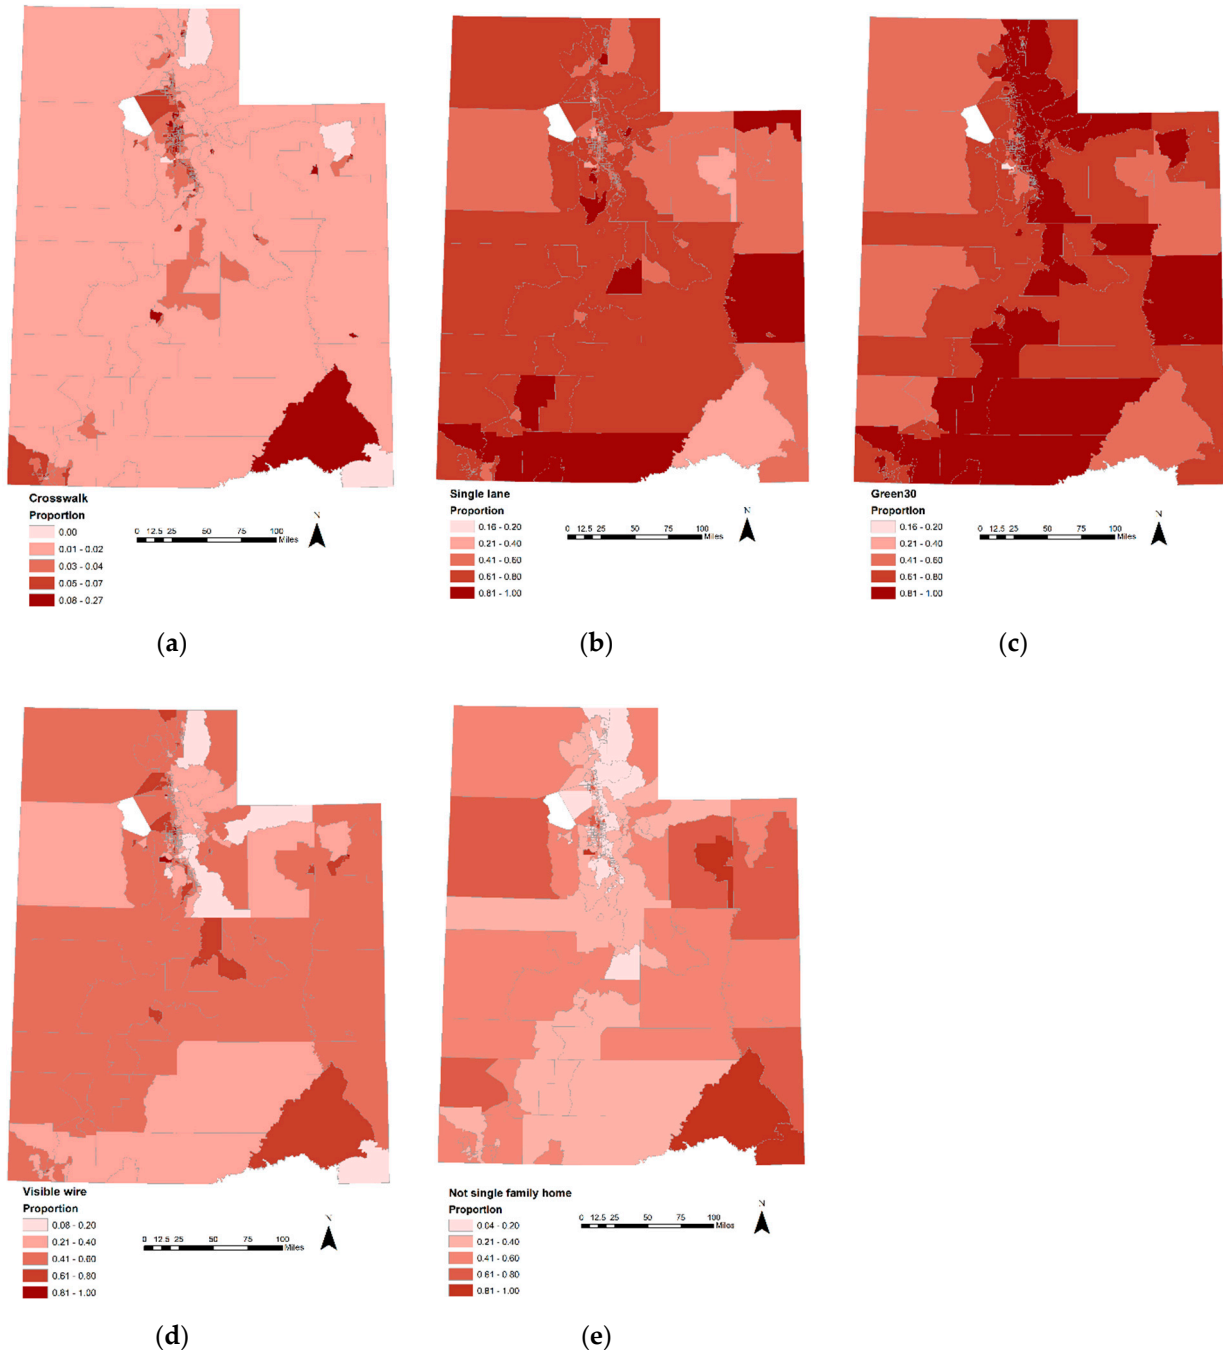 Crosswalk
Proportion
0.00
0.01 - 0.02
0.03 - 0.04
0.05 - 0.07
0.08 - 0.27
0 12.5 25 50 75 100
Miles
N
(a)
Single lane
Proportion
0.16 - 0.20
0.21 - 0.40
0.41 - 0.60
0.61 - 0.80
0.81 - 1.00
0 12.5 25 50 75 100
Miles
N
(b)
Green30
Proportion
0.16 - 0.20
0.21 - 0.40
0.41 - 0.60
0.61 - 0.80
0.81 - 1.00
0 12.5 25 50 75 100
Miles
N
(c)
Visible wire
Proportion
0.08 - 0.20
0.21 - 0.40
0.41 - 0.60
0.61 - 0.80
0.81 - 1.00
0 12.5 25 50 75 100
Miles
N
(d)
Not single family home
Proportion
0.04 - 0.20
0.21 - 0.40
0.41 - 0.60
0.61 - 0.80
0.81 - 1.00
0 12.5 25 50 75 100
Miles
N
(e)